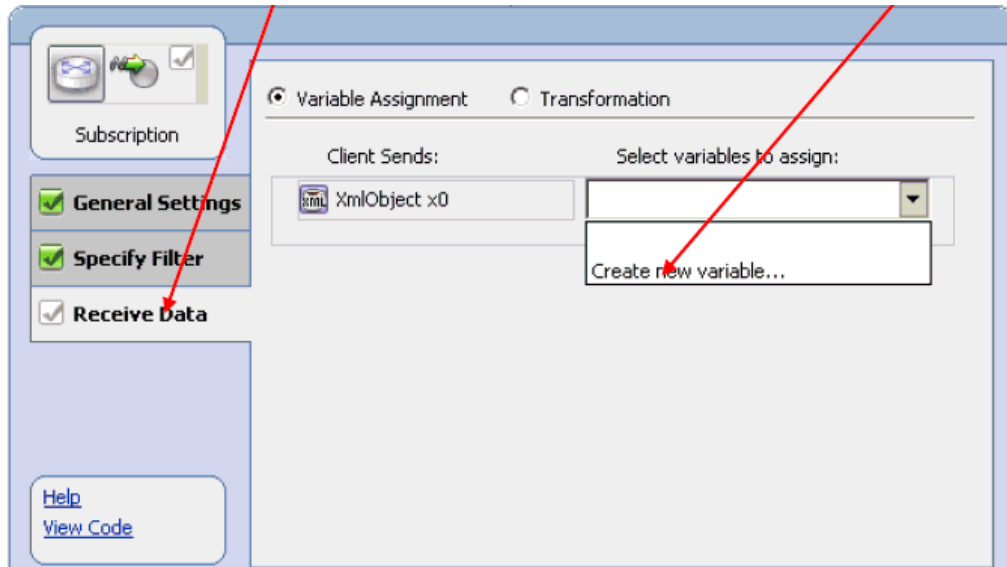 Subscription
General Settings
Specify Filter
Receive Data
Help
View Code
Variable Assignment Transformation
Client Sends: Select variables to assign:
XML XmlObject x0
Create new variable...